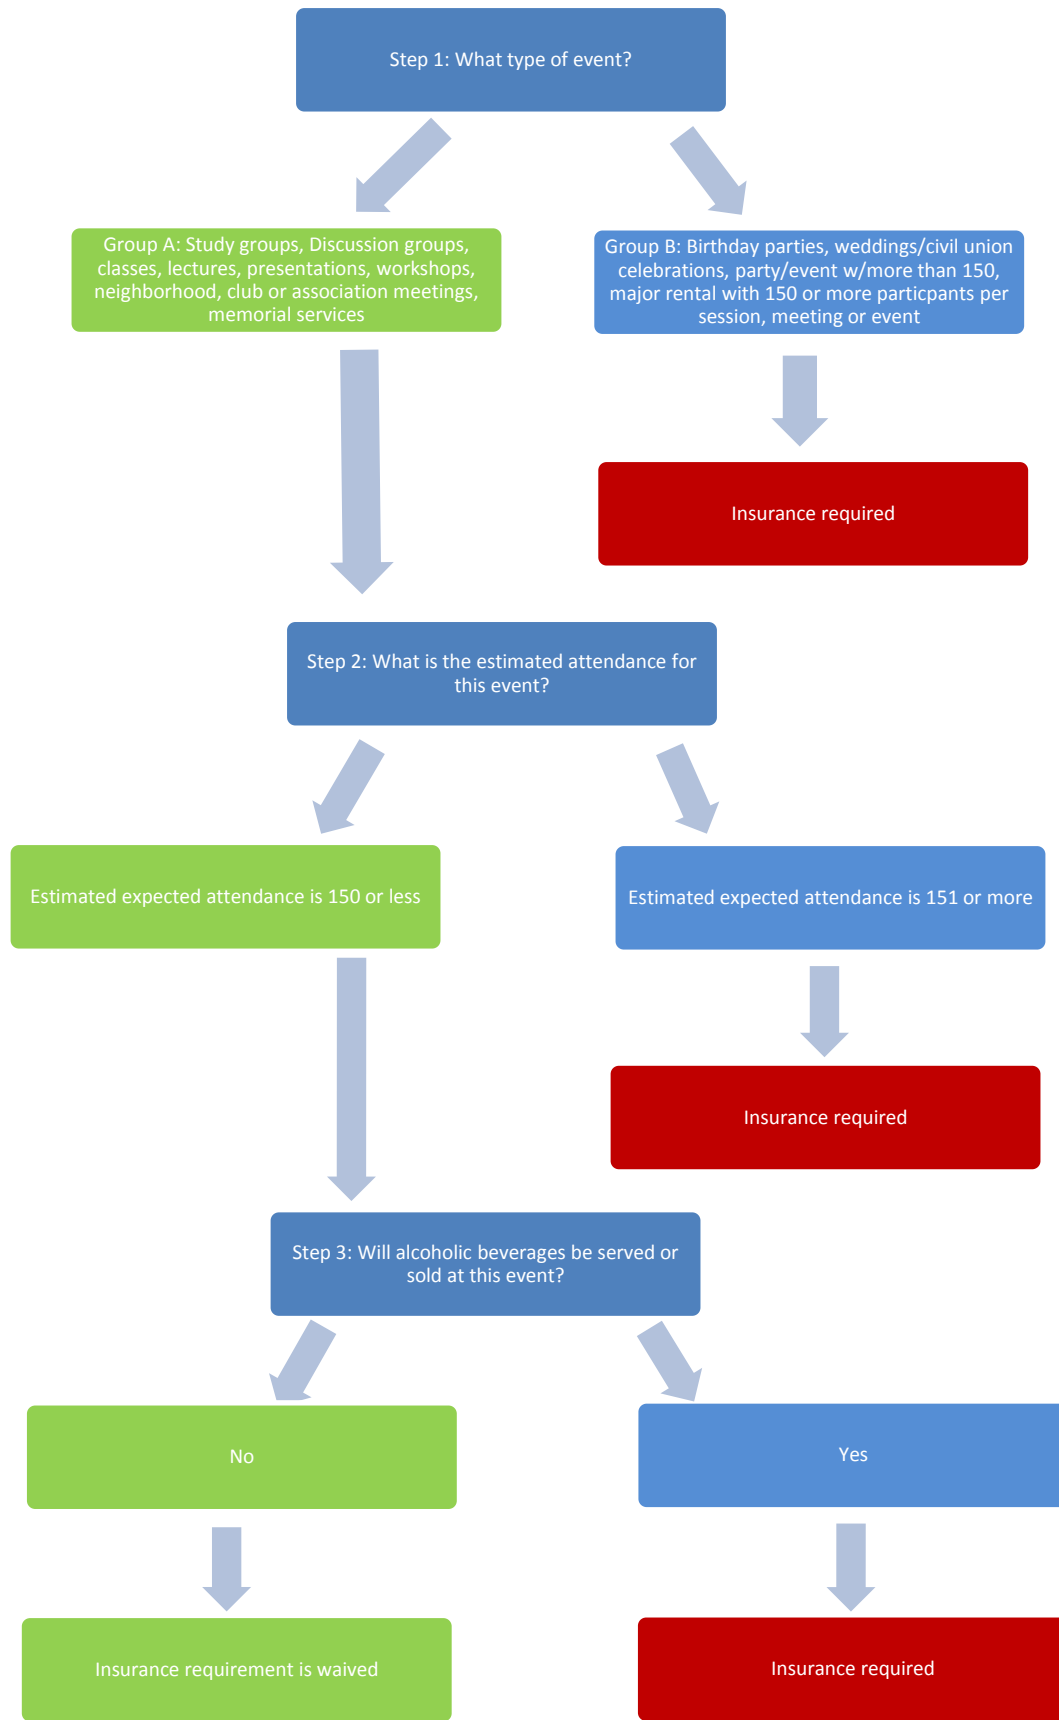 Step 1: What type of event?
Group A: Study groups, Discussion groups,
classes, lectures, presentations, workshops,
neighborhood, club or association meetings,
memorial services
Group B: Birthday parties, weddings/civil union
celebrations, party/event w/more than 150,
major rental with 150 or more particpants per
session, meeting or event
Insurance required
Step 2: What is the estimated attendance for
this event?
Estimated expected attendance is 150 or less
Estimated expected attendance is 151 or more
Insurance required
Step 3: Will alcoholic beverages be served or
sold at this event?
No
Yes
Insurance requirement is waived
Insurance required